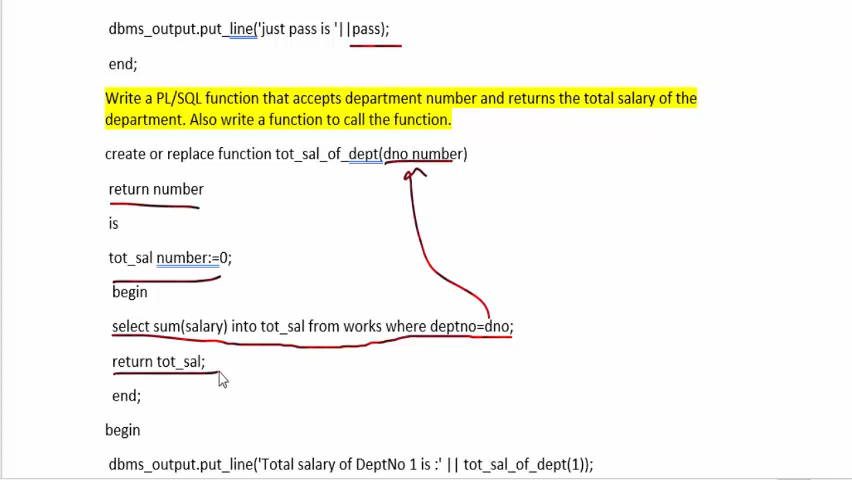 dbms_output.put_line('just pass is '||pass);
end;
Write a PL/SQL function that accepts department number and returns the total salary of the
department. Also write a function to call the function.
create or replace function tot_sal_of_dept(dno number)
return number
is
tot_sal number:=0;
begin
select sum(salary) into tot_sal from works where deptno=dno;
return tot_sal;
end;
begin
dbms_output.put_line('Total salary of DeptNo 1 is :' || tot_sal_of_dept(1));